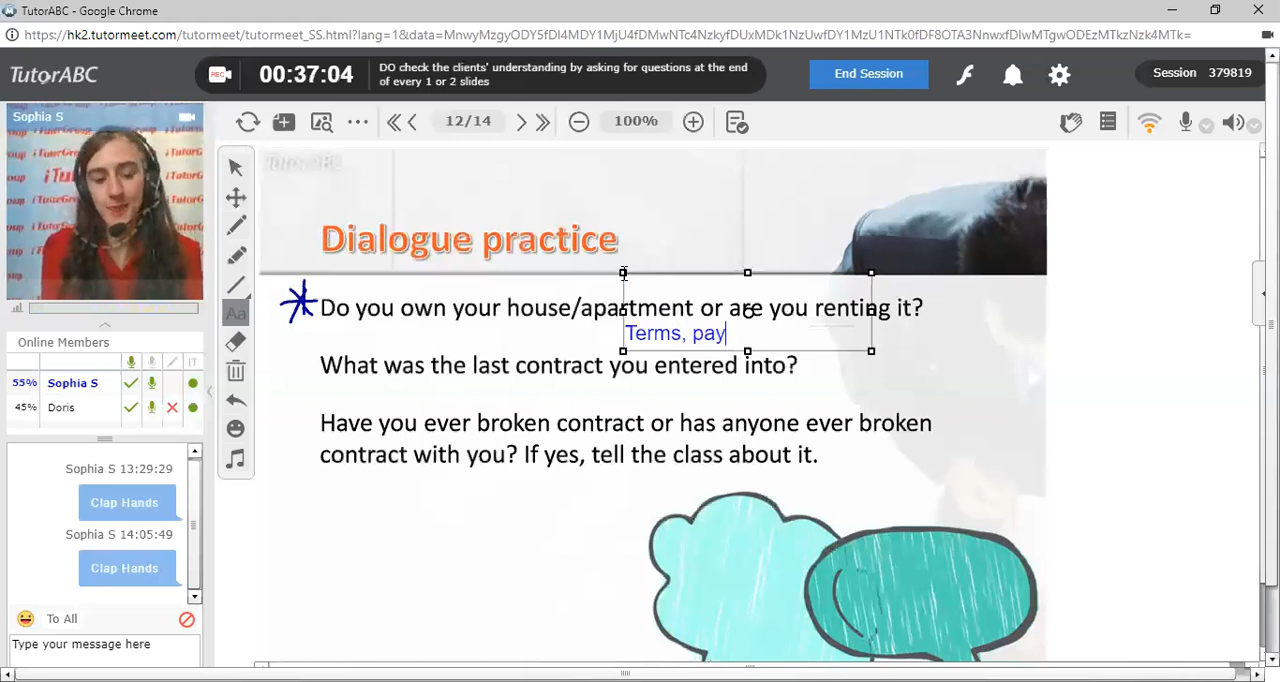 TutorABC - Google Chrome
https://hk2.tutormeet.com/tutormeet/tutormeet_SS.html?lang=1&data=
TutorABC
REC
00:37:04
DO check the clients' understanding by asking for questions at the end
of every 1 or 2 slides
End Session
Session 379819
Sophia S
12/14
100%
TutorABC
Dialogue practice
Do you own your house/apartment or are you renting it?
Terms, pay
What was the last contract you entered into?
Have you ever broken contract or has anyone ever broken
contract with you? If yes, tell the class about it.
Aa
Online Members
IT
55% Sophia S
45% Doris
Sophia S 13:29:29
Clap Hands
Sophia S 14:05:49
Clap Hands
To All
Type your message here